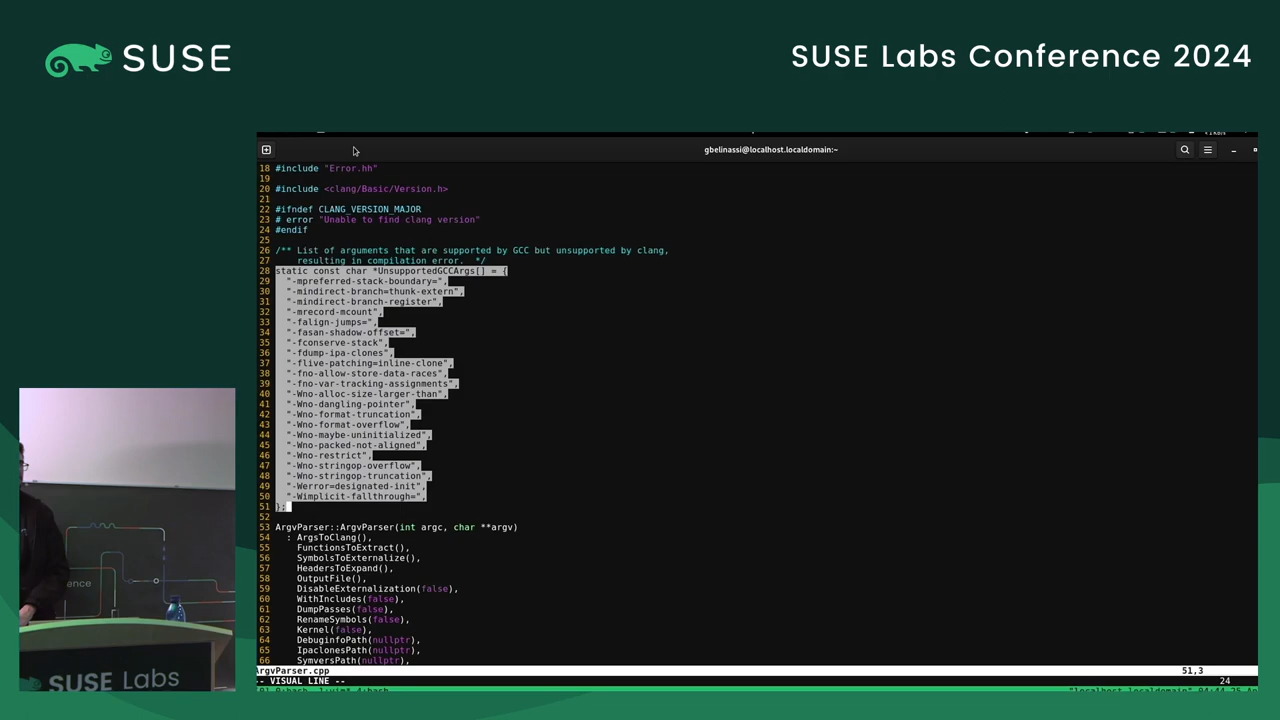 SUSE
SUSE Labs Conference 2024
gbelinassi@localhost.localdomain:~
18 #include "Error.hh"
19
20 #include <clang/Basic/Version.h>
21
22 #ifndef CLANG_VERSION_MAJOR
23 # error "Unable to find clang version"
24 #endif
25
26 /** List of arguments that are supported by GCC but unsupported by clang,
27     resulting in compilation error.  */
28 static const char *UnsupportedGCCArgs[] = {
29   "-mpreferred-stack-boundary=",
30   "-mindirect-branch=thunk-extern",
31   "-mindirect-branch-register",
32   "-mrecord-mcount",
33   "-falign-jumps=",
34   "-fasan-shadow-offset=",
35   "-fconserve-stack",
36   "-fdump-ipa-clones",
37   "-flive-patching=inline-clone",
38   "-fno-allow-store-data-races",
39   "-fno-var-tracking-assignments",
40   "-Wno-alloc-size-larger-than",
41   "-Wno-dangling-pointer",
42   "-Wno-format-truncation",
43   "-Wno-format-overflow",
44   "-Wno-maybe-uninitialized",
45   "-Wno-packed-not-aligned",
46   "-Wno-restrict",
47   "-Wno-stringop-overflow",
48   "-Wno-stringop-truncation",
49   "-Werror=designated-init",
50   "-Wimplicit-fallthrough=",
51 };
52
53 ArgvParser::ArgvParser(int argc, char **argv)
54   : ArgsToClang(),
55     FunctionsToExtract(),
56     SymbolsToExternalize(),
57     HeadersToExpand(),
58     OutputFile(),
59     DisableExternalization(false),
60     WithIncludes(false),
61     DumpPasses(false),
62     RenameSymbols(false),
63     Kernel(false),
64     DebuginfoPath(nullptr),
65     IpaclonesPath(nullptr),
66     SymversPath(nullptr),
ArgvParser.cpp 51,3
-- VISUAL LINE -- 24
ence
SUSE Labs